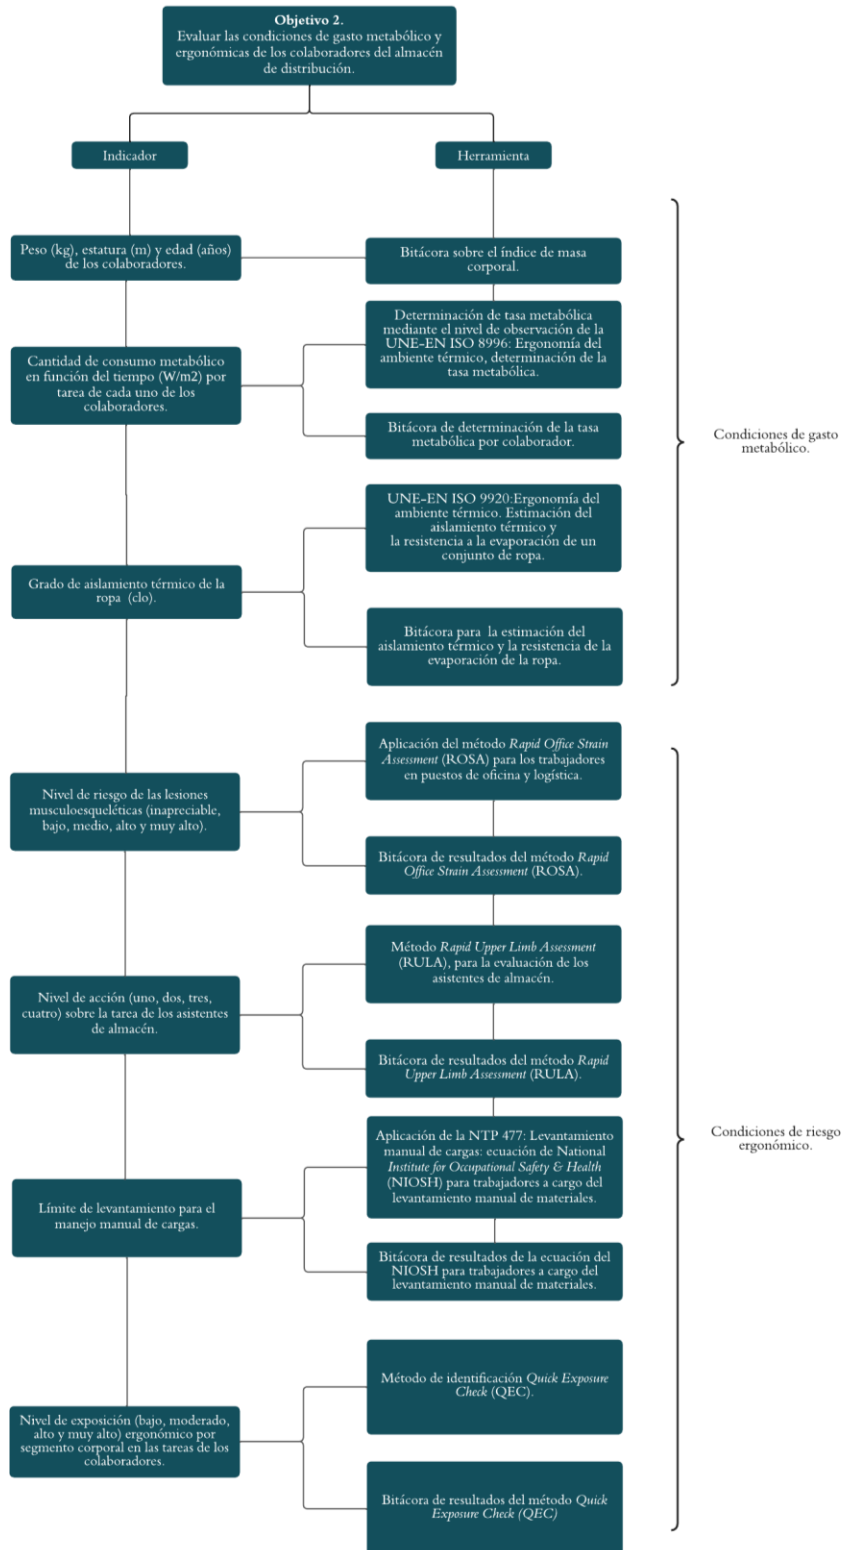 Objetivo 2.
Evaluar las condiciones de gasto metabólico y
ergonómicas de los colaboradores del almacén
de distribución.
Indicador
Herramienta
Peso (kg), estatura (m) y edad (años)
de los colaboradores.
Bitácora sobre el índice de masa
corporal.
Cantidad de consumo metabólico
en función del tiempo (W/m2) por
tarea de cada uno de los
colaboradores.
Determinación de tasa metabólica
mediante el nivel de observación de la
UNE-EN ISO 8996: Ergonomía del
ambiente térmico, determinación de la
tasa metabólica.
Bitácora de determinación de la tasa
metabólica por colaborador.
Condiciones de gasto
metabólico.
Grado de aislamiento térmico de la
ropa (clo).
UNE-EN ISO 9920:Ergonomía del
ambiente térmico. Estimación del
aislamiento térmico y
la resistencia a la evaporación de un
conjunto de ropa.
Bitácora para la estimación del
aislamiento térmico y la resistencia de la
evaporación de la ropa.
Nivel de riesgo de las lesiones
musculoesqueléticas (inapreciable,
bajo, medio, alto y muy alto).
Aplicación del método Rapid Office Strain
Assessment (ROSA) para los trabajadores
en puestos de oficina y logística.
Bitácora de resultados del método Rapid
Office Strain Assessment (ROSA).
Nivel de acción (uno, dos, tres,
cuatro) sobre la tarea de los asistentes
de almacén.
Método Rapid Upper Limb Assessment
(RULA), para la evaluación de los
asistentes de almacén.
Bitácora de resultados del método Rapid
Upper Limb Assessment (RULA).
Condiciones de riesgo
ergonómico.
Límite de levantamiento para el
manejo manual de cargas.
Aplicación de la NTP 477: Levantamiento
manual de cargas: ecuación de National
Institute for Occupational Safety & Health
(NIOSH) para trabajadores a cargo del
levantamiento manual de materiales.
Bitácora de resultados de la ecuación del
NIOSH para trabajadores a cargo del
levantamiento manual de materiales.
Nivel de exposición (bajo, moderado,
alto y muy alto) ergonómico por
segmento corporal en las tareas de los
colaboradores.
Método de identificación Quick Exposure
Check (QEC).
Bitácora de resultados del método Quick
Exposure Check (QEC)